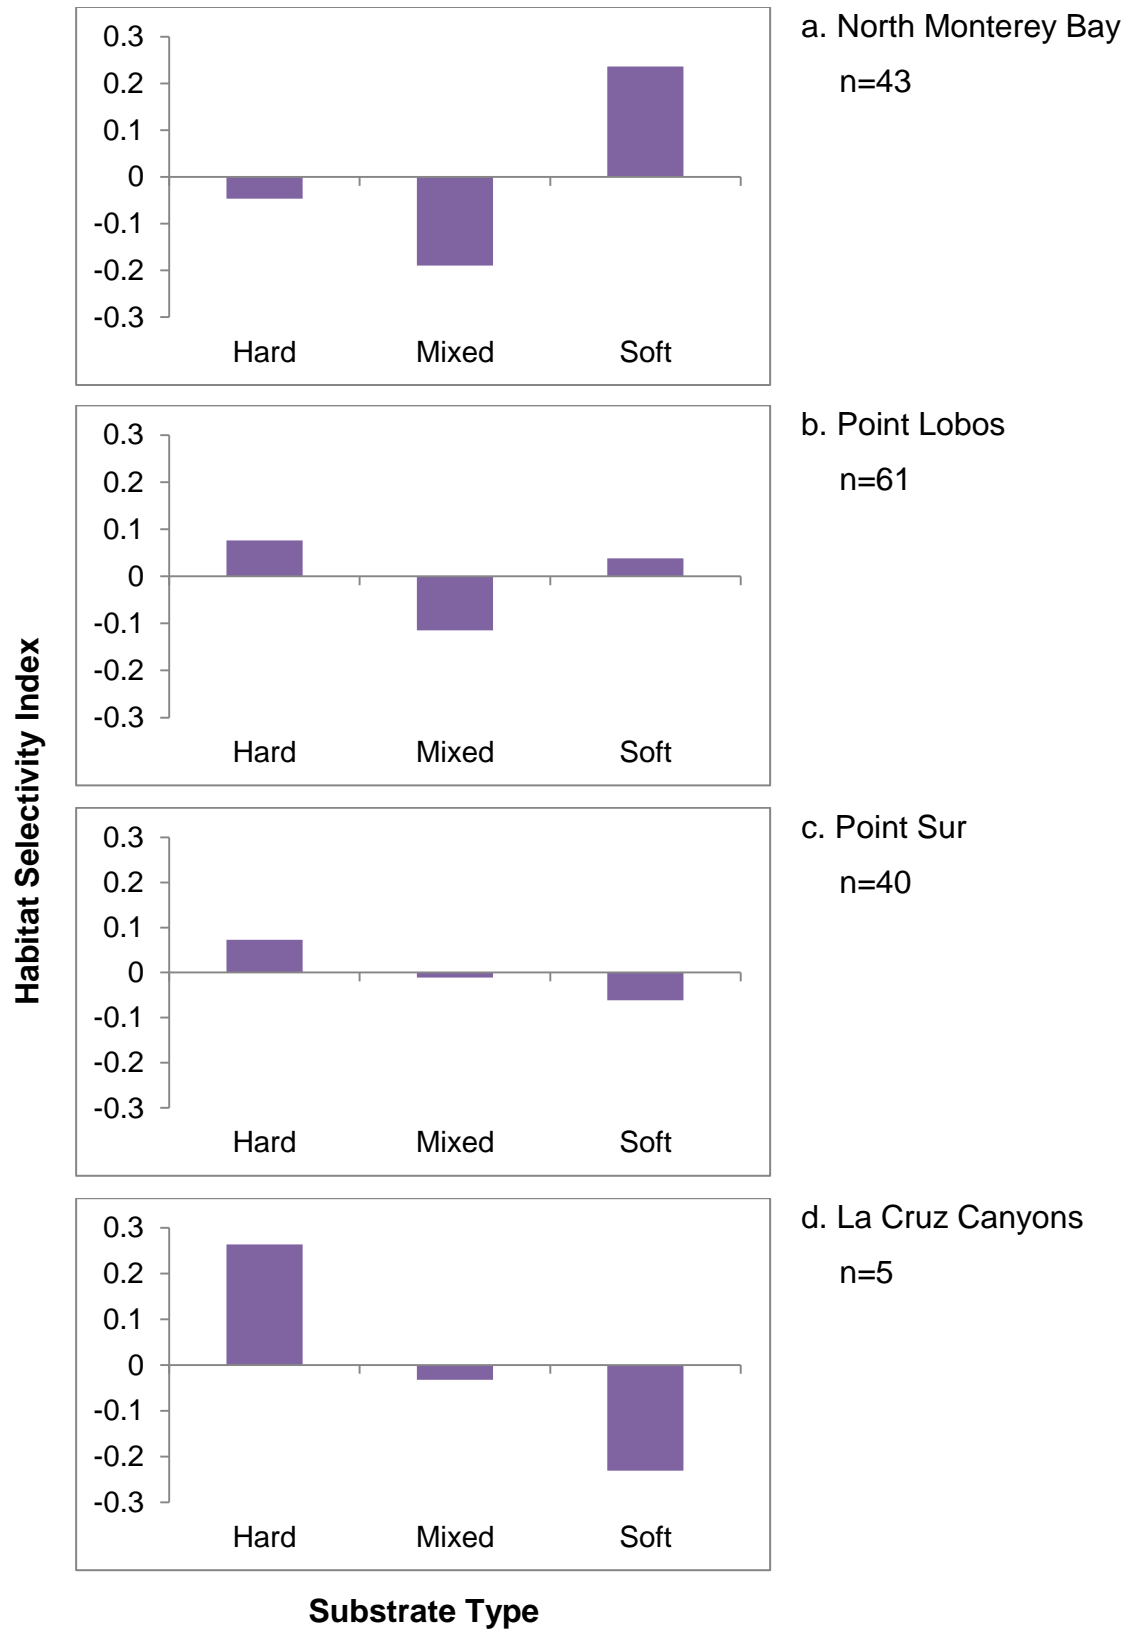 a. North Monterey Bay
n=43
0.3
0.2
0.1
0
-0.1
-0.2
-0.3
Hard Mixed Soft
b. Point Lobos
n=61
0.3
0.2
0.1
0
-0.1
-0.2
-0.3
Hard Mixed Soft
c. Point Sur
n=40
0.3
0.2
0.1
0
-0.1
-0.2
-0.3
Hard Mixed Soft
d. La Cruz Canyons
n=5
0.3
0.2
0.1
0
-0.1
-0.2
-0.3
Hard Mixed Soft
Habitat Selectivity Index
Substrate Type